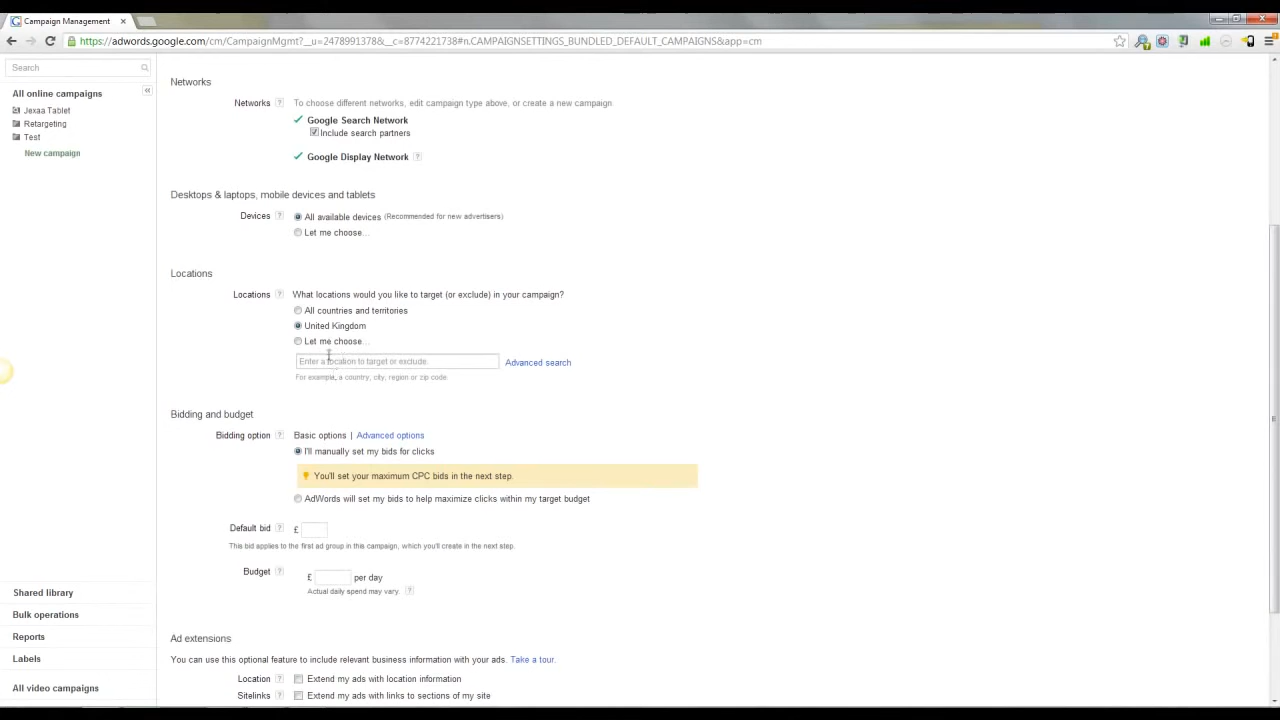 Campaign Management
https://adwords.google.com/cm/CampaignMgmt?__u=2478991378&__c=8774221738#n.CAMPAIGNSETTINGS_BUNDLED_DEFAULT_CAMPAIGNS&app=cm
Search
All online campaigns
Jexaa Tablet
Retargeting
Test
New campaign
Shared library
Bulk operations
Reports
Labels
All video campaigns
Networks
Networks ? To choose different networks, edit campaign type above, or create a new campaign.
Google Search Network
Include search partners
Google Display Network ?
Desktops & laptops, mobile devices and tablets
Devices ? All available devices (Recommended for new advertisers)
Let me choose...
Locations
Locations ? What locations would you like to target (or exclude) in your campaign?
All countries and territories
United Kingdom
Let me choose...
Enter a location to target or exclude. Advanced search
For example, a country, city, region or zip code.
Bidding and budget
Bidding option ? Basic options | Advanced options
I'll manually set my bids for clicks
You'll set your maximum CPC bids in the next step.
AdWords will set my bids to help maximize clicks within my target budget
Default bid ? £
This bid applies to the first ad group in this campaign, which you'll create in the next step.
Budget ? £ per day
Actual daily spend may vary. ?
Ad extensions
You can use this optional feature to include relevant business information with your ads. Take a tour.
Location ? Extend my ads with location information
Sitelinks ? Extend my ads with links to sections of my site